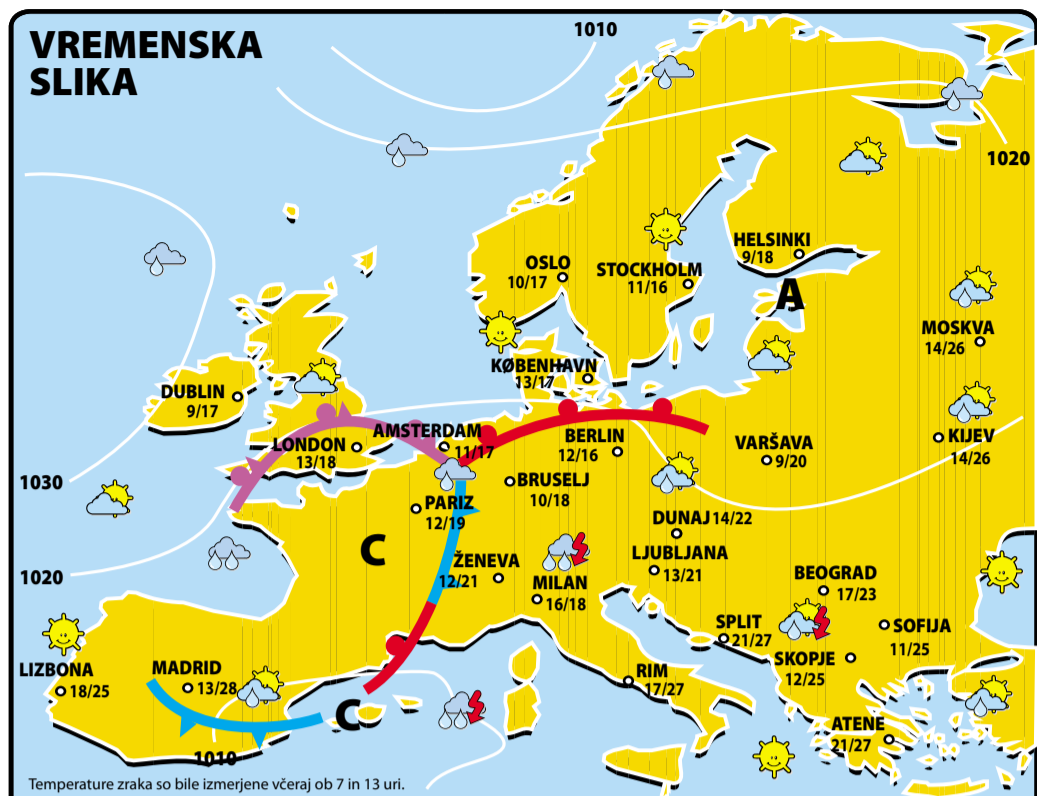 VREMENSKA
SLIKA
1010
1020
HELSINKI
9/18
OSLO
10/17
STOCKHOLM
11/16
A
MOSKVA
14/26
KØBENHAVN
13/17
DUBLIN
9/17
AMSTERDAM
11/17
LONDON
13/18
BERLIN
12/16
VARŠAVA
9/20
KIJEV
14/26
1030
BRUSELJ
10/18
PARIZ
12/19
DUNAJ 14/22
C
ŽENEVA
12/21
LJUBLJANA
13/21
1020
MILAN
16/18
BEOGRAD
17/23
SPLIT
21/27
SOFIJA
11/25
SKOPJE
12/25
LIZBONA
18/25
MADRID
13/28
RIM
17/27
C
ATENE
21/27
1010
Temperature zraka so bile izmerjene včeraj ob 7 in 13 uri.